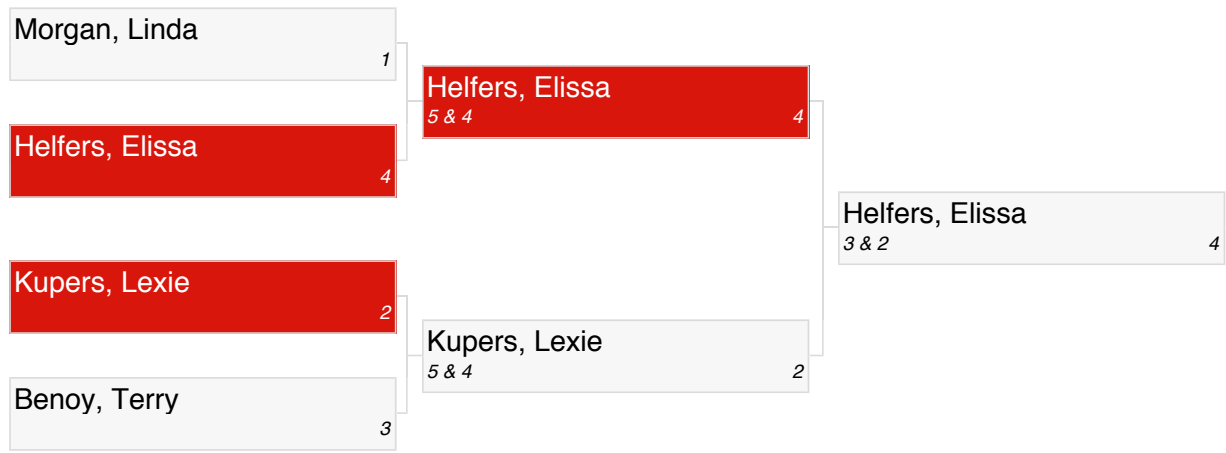 Morgan, Linda
1
Helfers, Elissa
4
Kupers, Lexie
2
Benoy, Terry
3
Helfers, Elissa
5 & 4 4
Kupers, Lexie
5 & 4 2
Helfers, Elissa
3 & 2 4